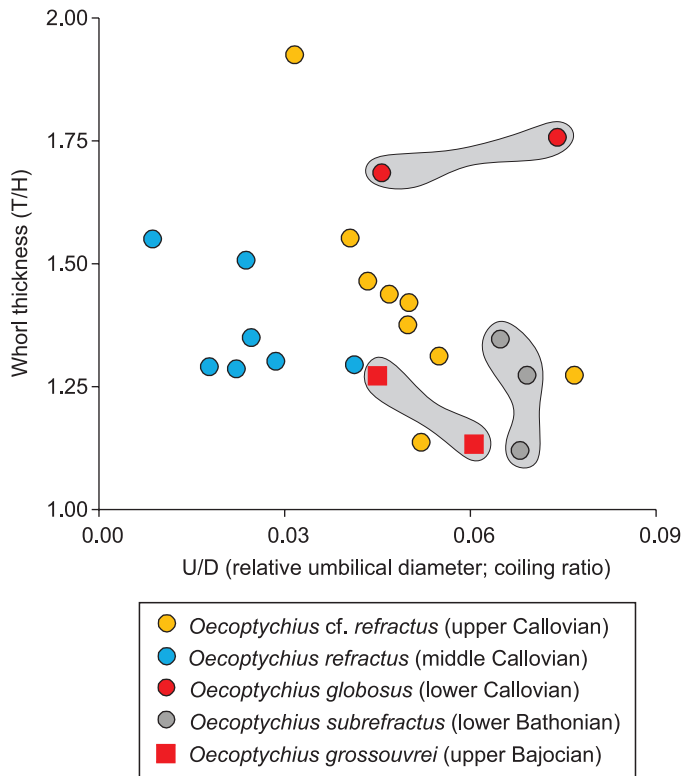 2.00
1.75
1.50
1.25
1.00
Whorl thickness (T/H)
0.00 0.03 0.06 0.09
U/D (relative umbilical diameter; coiling ratio)
Oecoptychius cf. refractus (upper Callovian)
Oecoptychius refractus (middle Callovian)
Oecoptychius globosus (lower Callovian)
Oecoptychius subrefractus (lower Bathonian)
Oecoptychius grossouvrei (upper Bajocian)